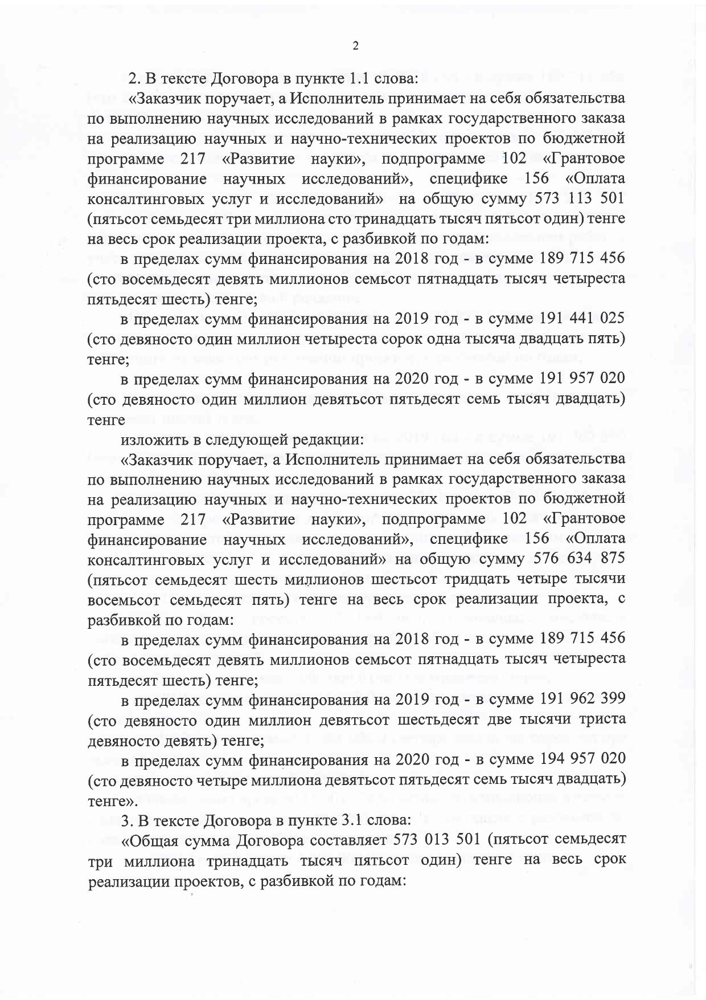 2
2. В тексте Договора в пункте 1.1 слова:
«Заказчик поручает, а Исполнитель принимает на себя обязательства
по выполнению научных исследований в рамках государственного заказа
на реализацию научных и научно-технических проектов по бюджетной
программе 217 «Развитие науки», подпрограмме 102 «Грантовое
финансирование научных исследований», специфике 156 «Оплата
консалтинговых услуг и исследований» на общую сумму 573 113 501
(пятьсот семьдесят три миллиона сто тринадцать тысяч пятьсот один) тенге
на весь срок реализации проекта, с разбивкой по годам:
в пределах сумм финансирования на 2018 год - в сумме 189 715 456
(сто восемьдесят девять миллионов семьсот пятнадцать тысяч четыреста
пятьдесят шесть) тенге;
в пределах сумм финансирования на 2019 год - в сумме 191 441 025
(сто девяносто один миллион четыреста сорок одна тысяча двадцать пять)
тенге;
в пределах сумм финансирования на 2020 год - в сумме 191 957 020
(сто девяносто один миллион девятьсот пятьдесят семь тысяч двадцать)
тенге
изложить в следующей редакции:
«Заказчик поручает, а Исполнитель принимает на себя обязательства
по выполнению научных исследований в рамках государственного заказа
на реализацию научных и научно-технических проектов по бюджетной
программе 217 «Развитие науки», подпрограмме 102 «Грантовое
финансирование научных исследований», специфике 156 «Оплата
консалтинговых услуг и исследований» на общую сумму 576 634 875
(пятьсот семьдесят шесть миллионов шестьсот тридцать четыре тысячи
восемьсот семьдесят пять) тенге на весь срок реализации проекта, с
разбивкой по годам:
в пределах сумм финансирования на 2018 год - в сумме 189 715 456
(сто восемьдесят девять миллионов семьсот пятнадцать тысяч четыреста
пятьдесят шесть) тенге;
в пределах сумм финансирования на 2019 год - в сумме 191 962 399
(сто девяносто один миллион девятьсот шестьдесят две тысячи триста
девяносто девять) тенге;
в пределах сумм финансирования на 2020 год - в сумме 194 957 020
(сто девяносто четыре миллиона девятьсот пятьдесят семь тысяч двадцать)
тенге».
3. В тексте Договора в пункте 3.1 слова:
«Общая сумма Договора составляет 573 013 501 (пятьсот семьдесят
три миллиона тринадцать тысяч пятьсот один) тенге на весь срок
реализации проектов, с разбивкой по годам: